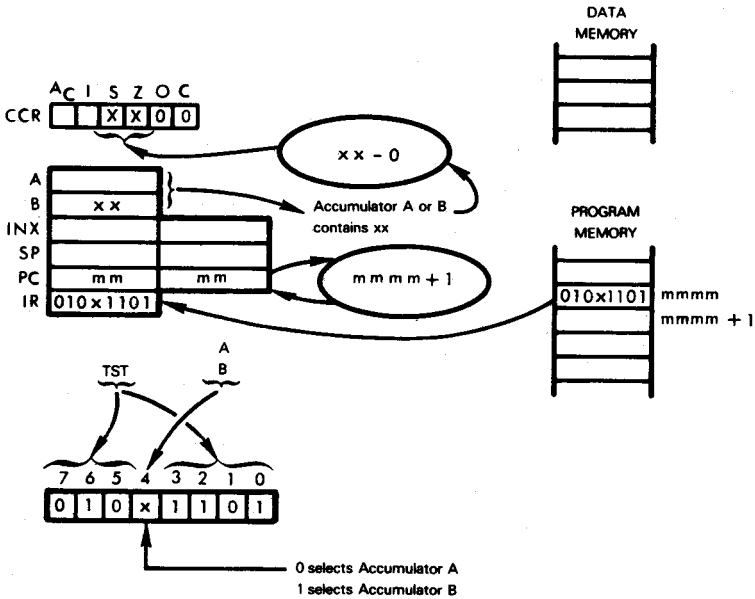 DATA
MEMORY
A_C I S Z O C
CCR X X 0 0
xx - 0
A
B xx
Accumulator A or B
contains xx
INX
SP
PC mm mm
mmmm + 1
IR 010x1101
PROGRAM
MEMORY
010x1101 mmmm
mmmm + 1
TST
A
B
7 6 5 4 3 2 1 0
0 1 0 x 1 1 0 1
0 selects Accumulator A
1 selects Accumulator B